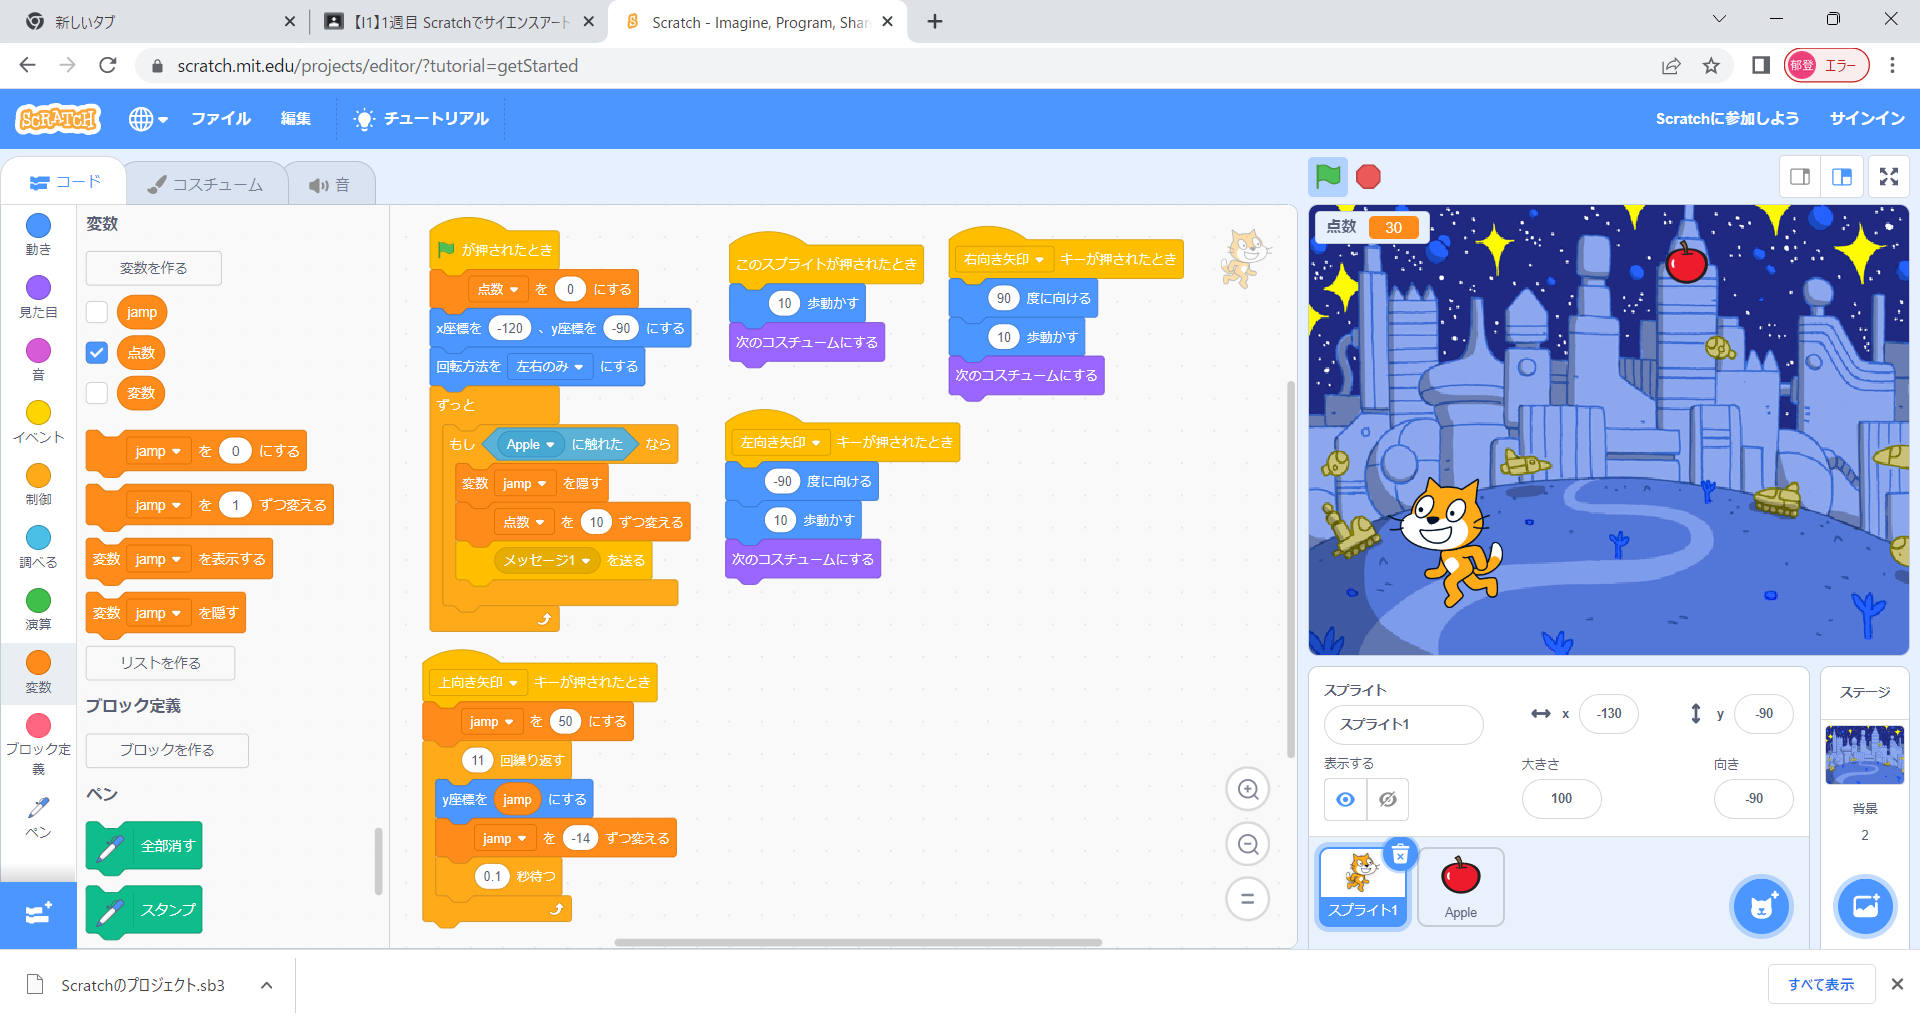 新しいタブ
【I1】1週目 Scratchでサイエンスアート
Scratch - Imagine, Program, Shar
scratch.mit.edu/projects/editor/?tutorial=getStarted
郁登 エラー
SCRATCH
ファイル
編集
チュートリアル
Scratchに参加しよう
サインイン
コード
コスチューム
音
動き
見た目
音
イベント
制御
調べる
演算
変数
ブロック定
義
ペン
変数
変数を作る
jamp
点数
変数
jamp を 0 にする
jamp を 1 ずつ変える
変数 jamp を表示する
変数 jamp を隠す
リストを作る
ブロック定義
ブロックを作る
ペン
全部消す
スタンプ
が押されたとき
点数 を 0 にする
x座標を -120 、y座標を -90 にする
回転方法を 左右のみ にする
ずっと
もし Apple に触れた なら
変数 jamp を隠す
点数 を 10 ずつ変える
メッセージ1 を送る
上向き矢印 キーが押されたとき
jamp を 50 にする
11 回繰り返す
y座標を jamp にする
jamp を -14 ずつ変える
0.1 秒待つ
このスプライトが押されたとき
10 歩動かす
次のコスチュームにする
左向き矢印 キーが押されたとき
-90 度に向ける
10 歩動かす
次のコスチュームにする
右向き矢印 キーが押されたとき
90 度に向ける
10 歩動かす
次のコスチュームにする
点数 30
スプライト
スプライト1
x -130
y -90
表示する
大きさ
100
向き
-90
スプライト1
Apple
ステージ
背景
2
Scratchのプロジェクト.sb3
すべて表示